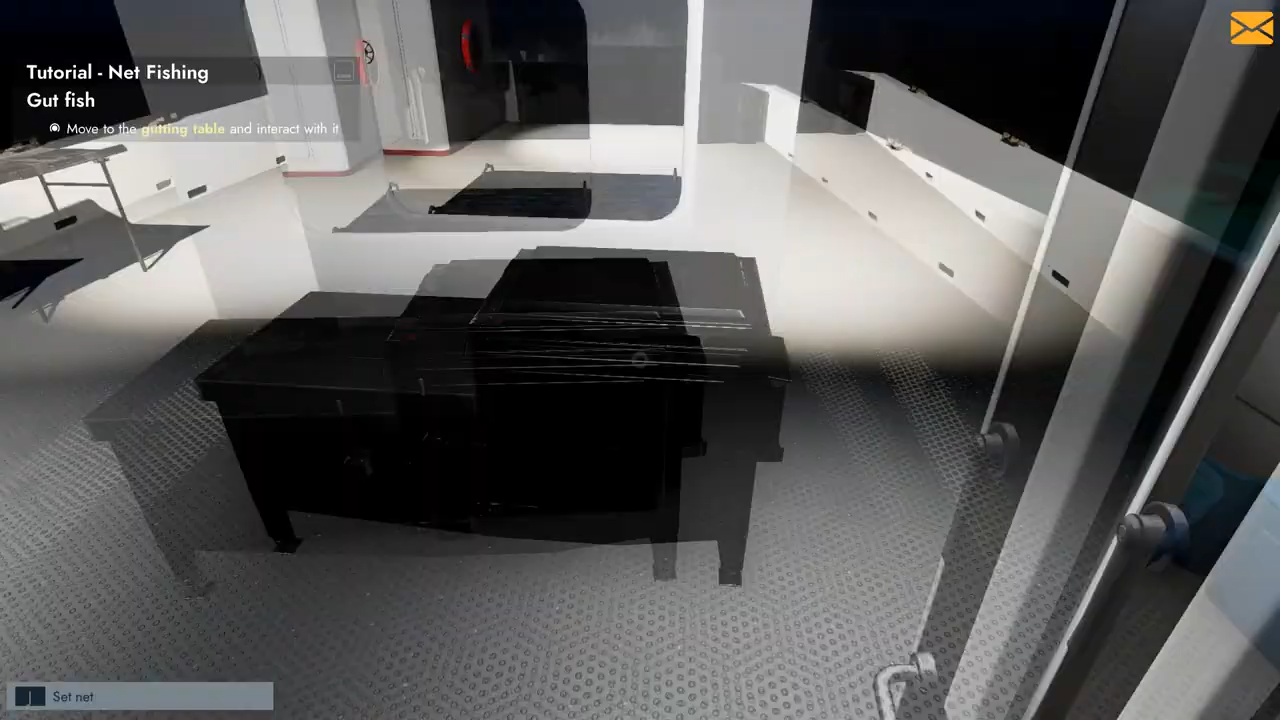 Tutorial - Net Fishing
Gut fish
Move to the gutting table and interact with it
J Set net